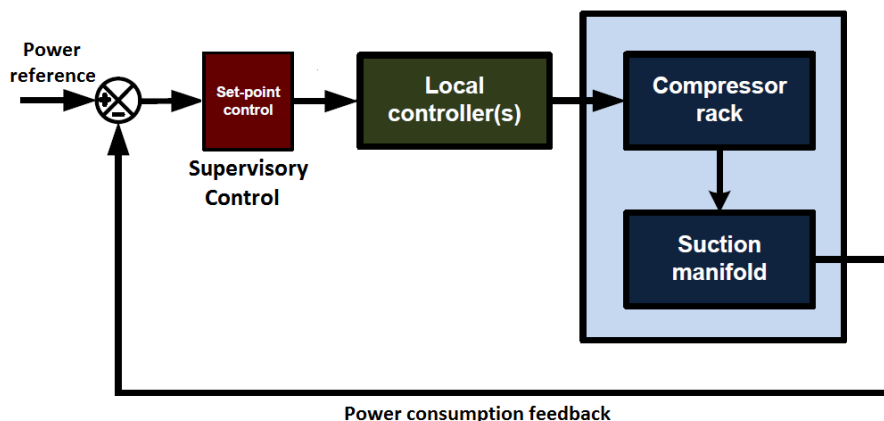 Power
reference
+
-
Set-point
control
Supervisory
Control
Local
controller(s)
Compressor
rack
Suction
manifold
Power consumption feedback